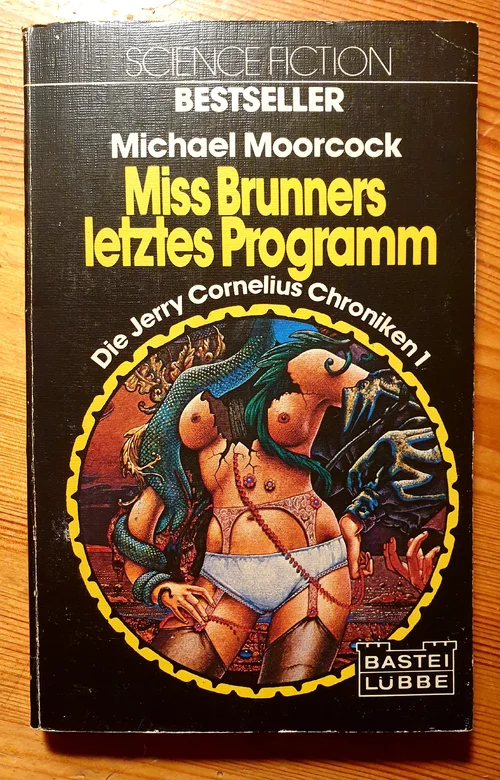 SCIENCE FICTION
BESTSELLER
Michael Moorcock
Miss Brunners
letztes Programm
Die Jerry Cornelius Chroniken 1
BASTEI
LÜBBE